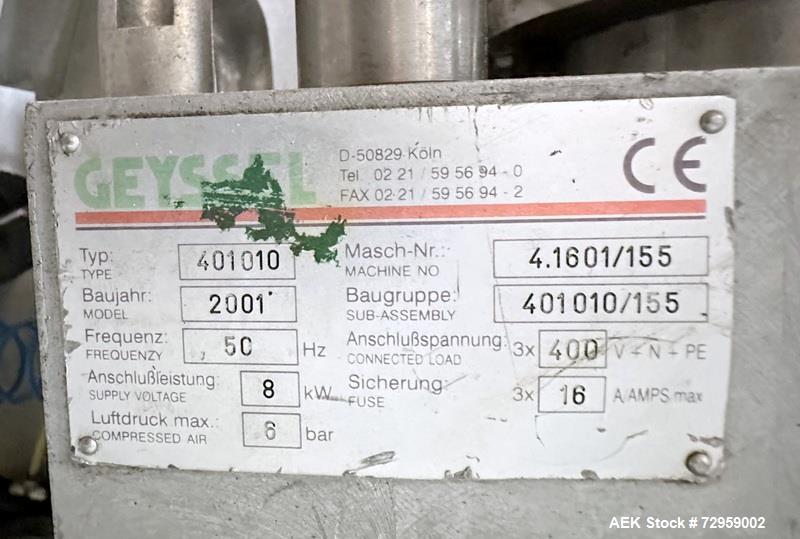 GEYSSEL
D-50829 Köln
Tel. 02 21 / 59 56 94 - 0
FAX 02 21 / 59 56 94 - 2
CE
Typ: 401010
TYPE
Masch-Nr.: 4.1601/155
MACHINE NO
Baujahr: 2001
MODEL
Baugruppe: 401010/155
SUB-ASSEMBLY
Frequenz: 50 Hz
FREQUENZY
Anschlußspannung: 3x 400 V - N - PE
CONNECTED LOAD
Anschlußleistung: 8 kW
SUPPLY VOLTAGE
Sicherung: 3x 16 A/AMPS max
FUSE
Luftdruck max.: 6 bar
COMPRESSED AIR
AEK Stock # 72959002